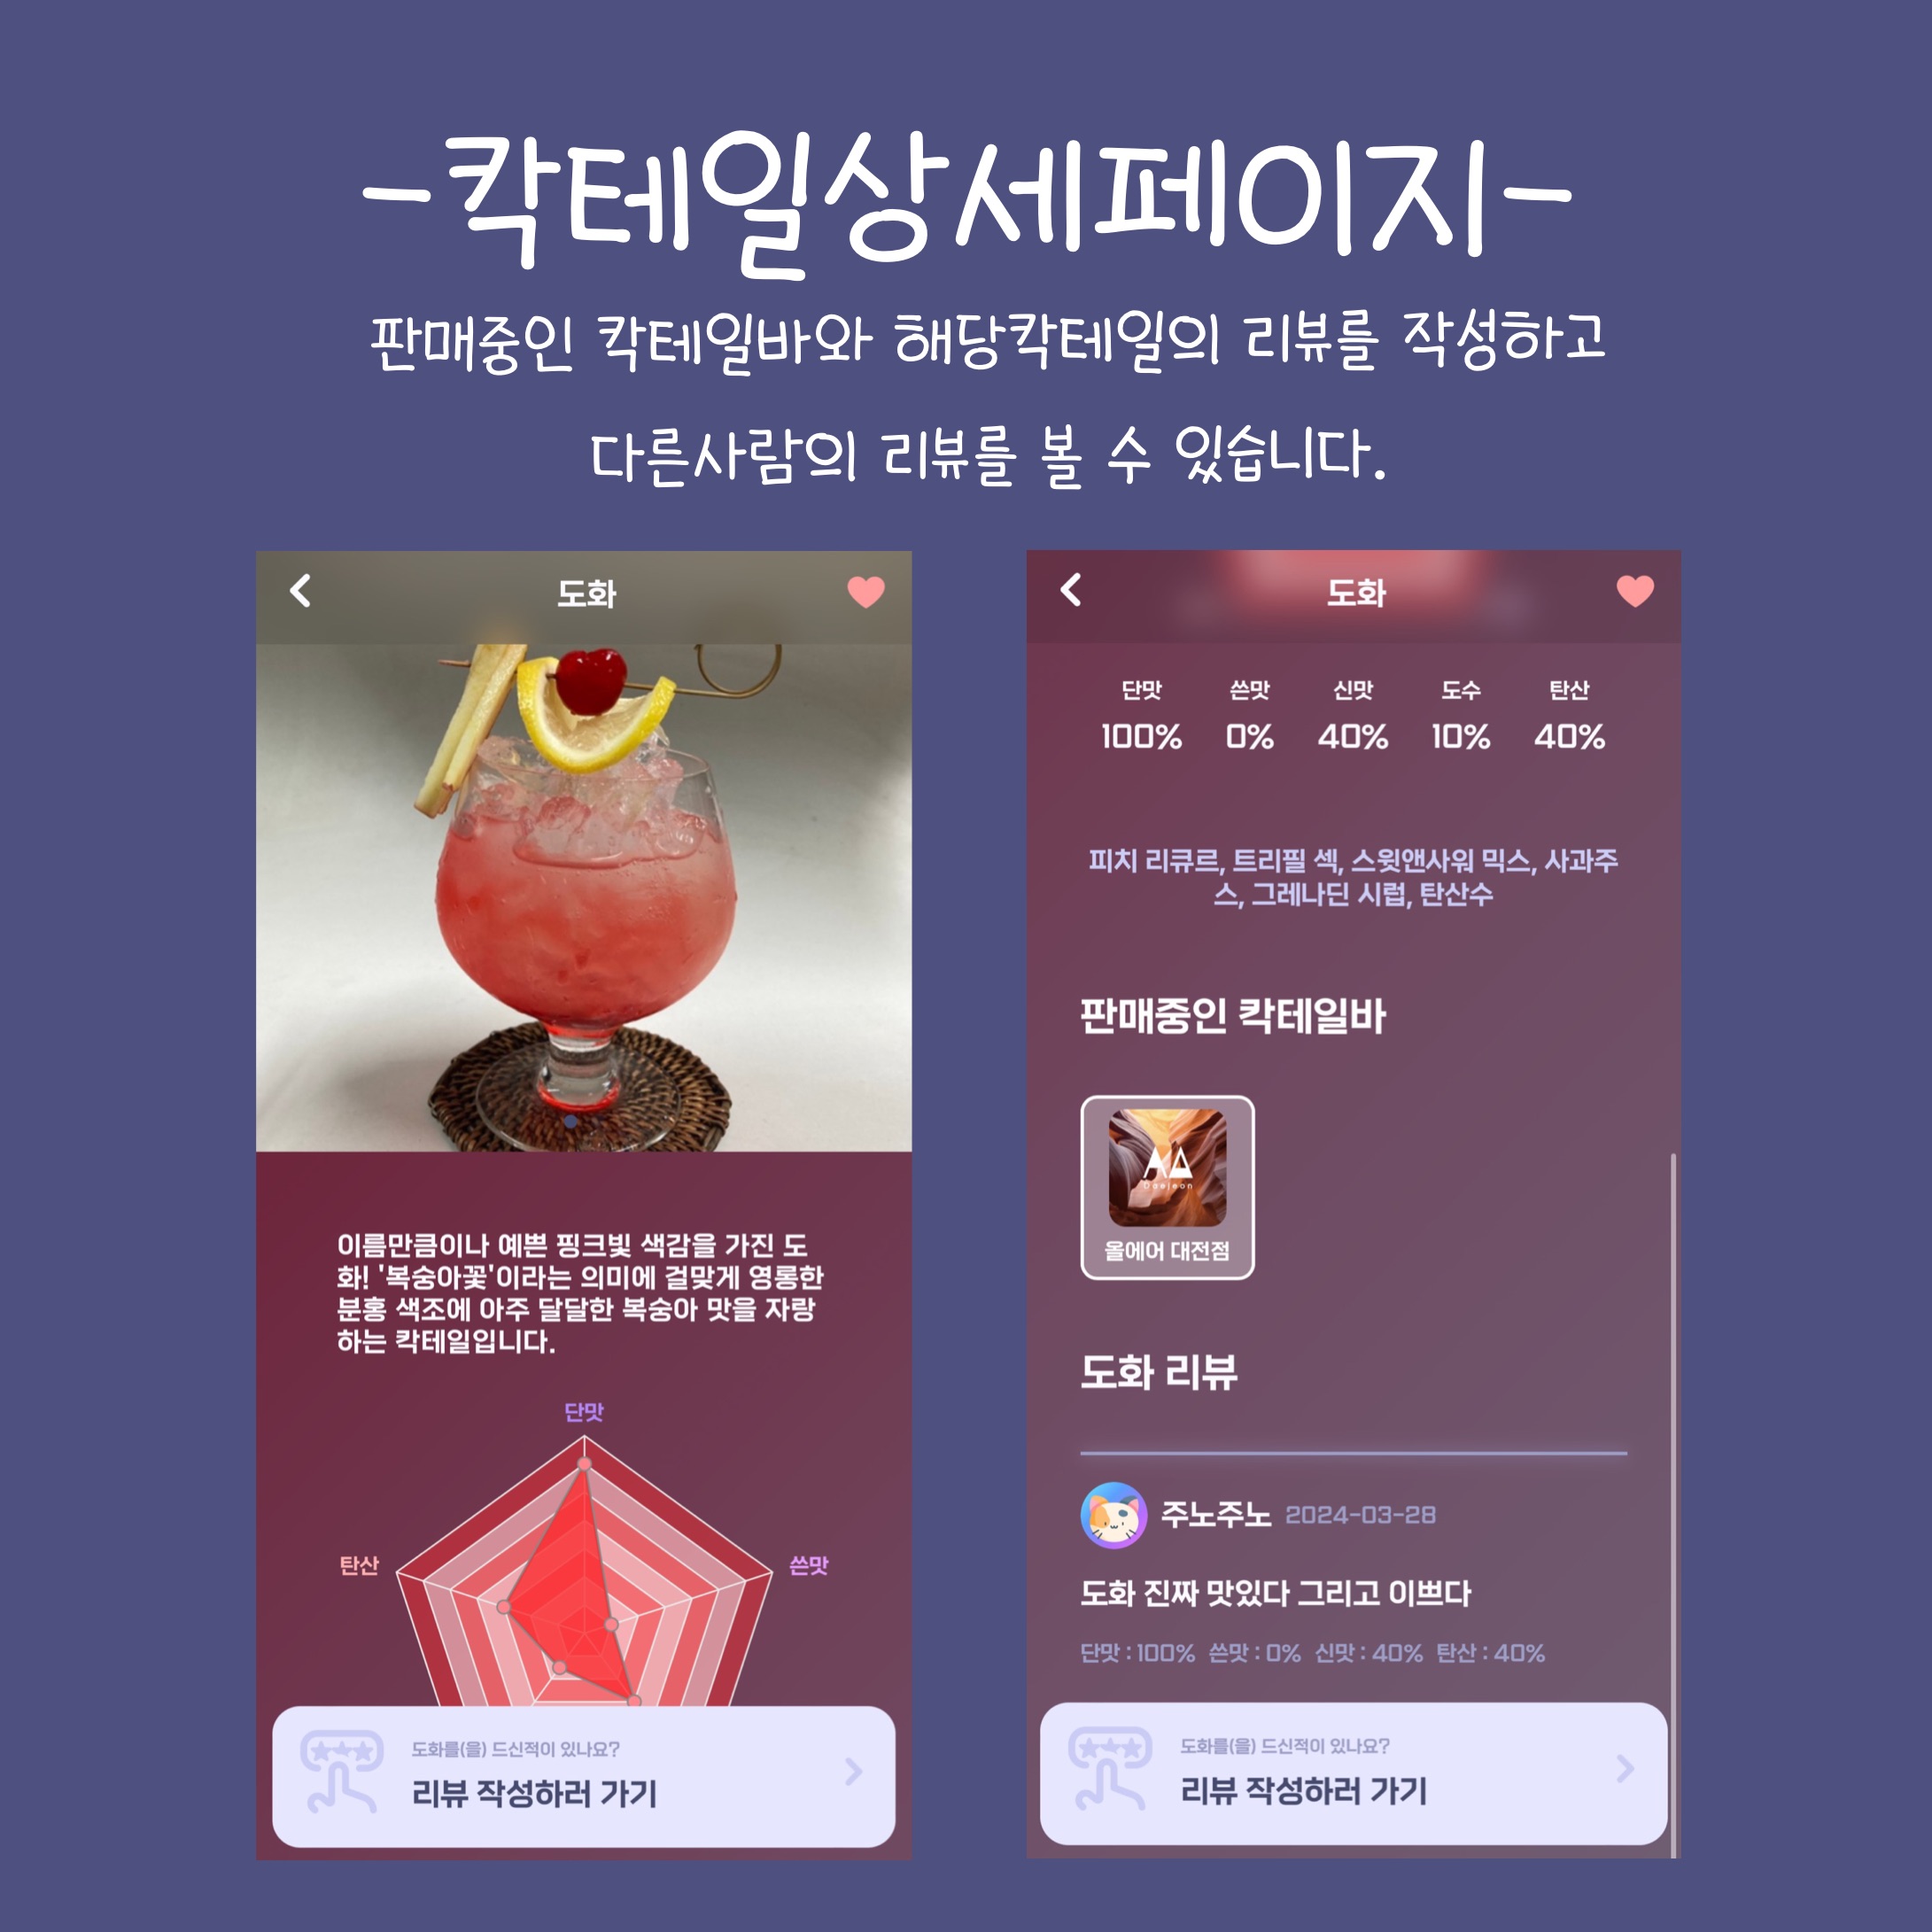 -칵테일상세페이지-
판매중인 칵테일바와 해당칵테일의 리뷰를 작성하고
다른사람의 리뷰를 볼 수 있습니다.
도화
이름만큼이나 예쁜 핑크빛 색감을 가진 도
화! '복숭아꽃'이라는 의미에 걸맞게 영롱한
분홍 색조에 아주 달달한 복숭아 맛을 자랑
하는 칵테일입니다.
단맛
탄산
쓴맛
도화를(을) 드신적이 있나요?
리뷰 작성하러 가기
도화
단맛 쓴맛 신맛 도수 탄산
100% 0% 40% 10% 40%
피치 리큐르, 트리플 섹, 스윗앤사워 믹스, 사과주
스, 그레나딘 시럽, 탄산수
판매중인 칵테일바
AA
Daejeon
올에어 대전점
도화 리뷰
주노주노 2024-03-28
도화 진짜 맛있다 그리고 이쁘다
단맛 : 100% 쓴맛 : 0% 신맛 : 40% 탄산 : 40%
도화를(을) 드신적이 있나요?
리뷰 작성하러 가기